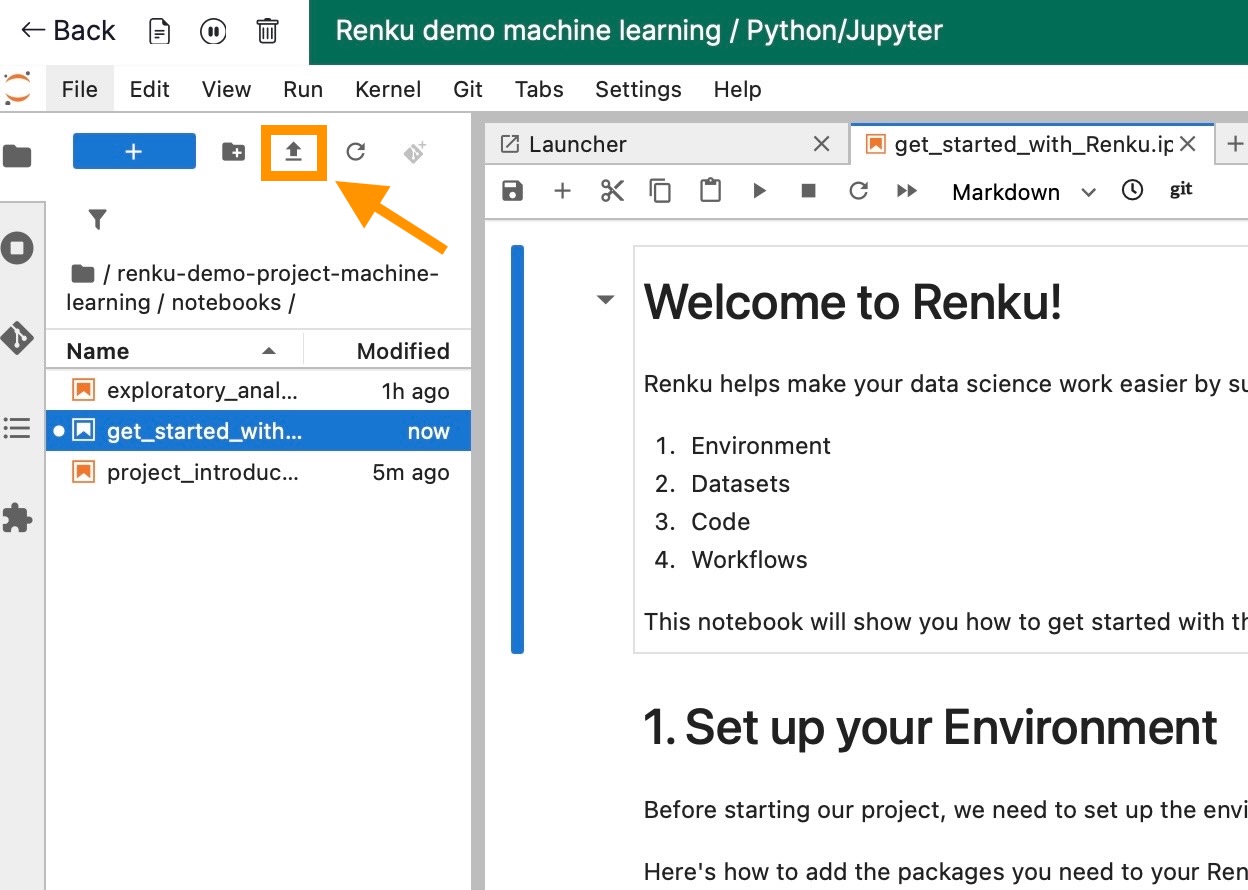 Back
Renku demo machine learning / Python/Jupyter
File Edit View Run Kernel Git Tabs Settings Help
Launcher
get_started_with_Renku.ip
Markdown
git
/ renku-demo-project-machine-
learning / notebooks /
Name Modified
exploratory_anal... 1h ago
get_started_with... now
project_introduc... 5m ago
Welcome to Renku!
Renku helps make your data science work easier by su
1. Environment
2. Datasets
3. Code
4. Workflows
This notebook will show you how to get started with th
1. Set up your Environment
Before starting our project, we need to set up the envi
Here's how to add the packages you need to your Ren